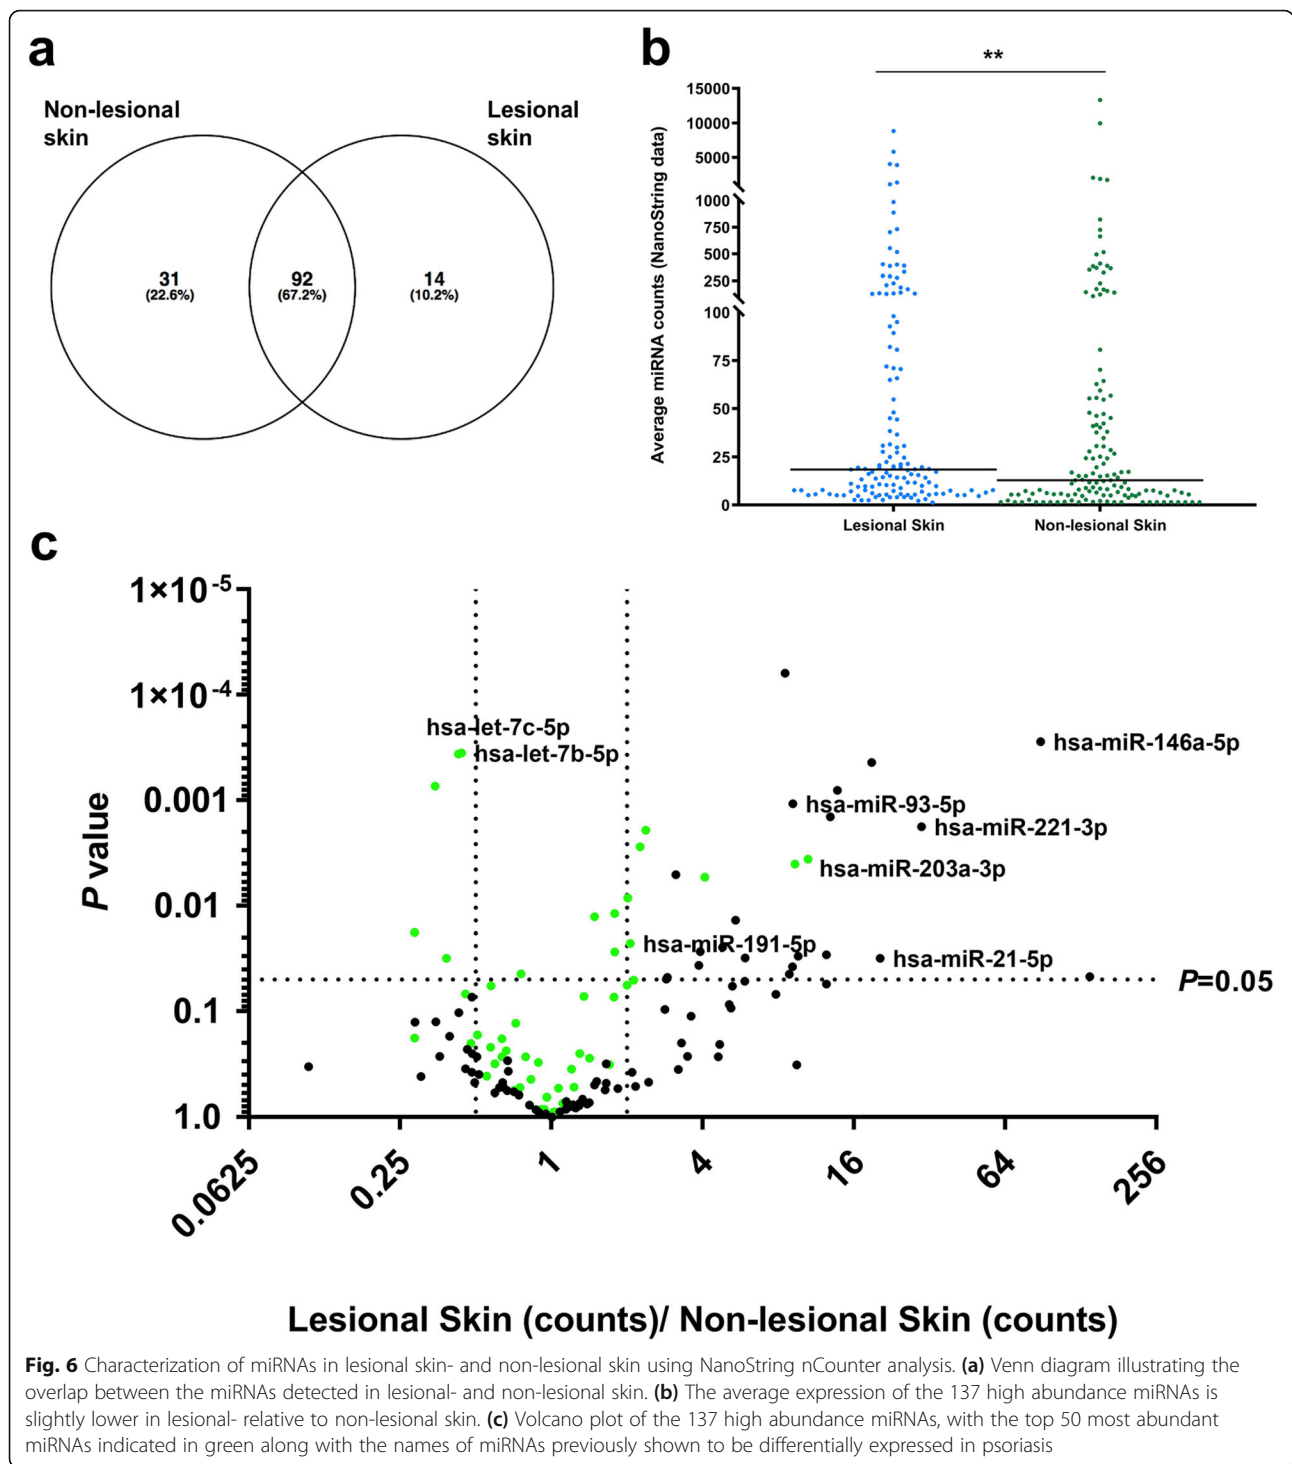 a
Non-lesional
skin
Lesional
skin
31
(22.6%)
92
(67.2%)
14
(10.2%)
b
**
Average miRNA counts (NanoString data)
15000
10000
5000
1000
750
500
250
100
75
50
25
0
Lesional Skin
Non-lesional Skin
c
P value
1×10-5
1×10-4
0.001
0.01
0.1
1.0
hsa-let-7c-5p
hsa-let-7b-5p
hsa-miR-146a-5p
hsa-miR-93-5p
hsa-miR-221-3p
hsa-miR-203a-3p
hsa-miR-191-5p
hsa-miR-21-5p
P=0.05
0.0625
0.25
1
4
16
64
256
Lesional Skin (counts)/ Non-lesional Skin (counts)
Fig. 6 Characterization of miRNAs in lesional skin- and non-lesional skin using NanoString nCounter analysis. (a) Venn diagram illustrating the
overlap between the miRNAs detected in lesional- and non-lesional skin. (b) The average expression of the 137 high abundance miRNAs is
slightly lower in lesional- relative to non-lesional skin. (c) Volcano plot of the 137 high abundance miRNAs, with the top 50 most abundant
miRNAs indicated in green along with the names of miRNAs previously shown to be differentially expressed in psoriasis